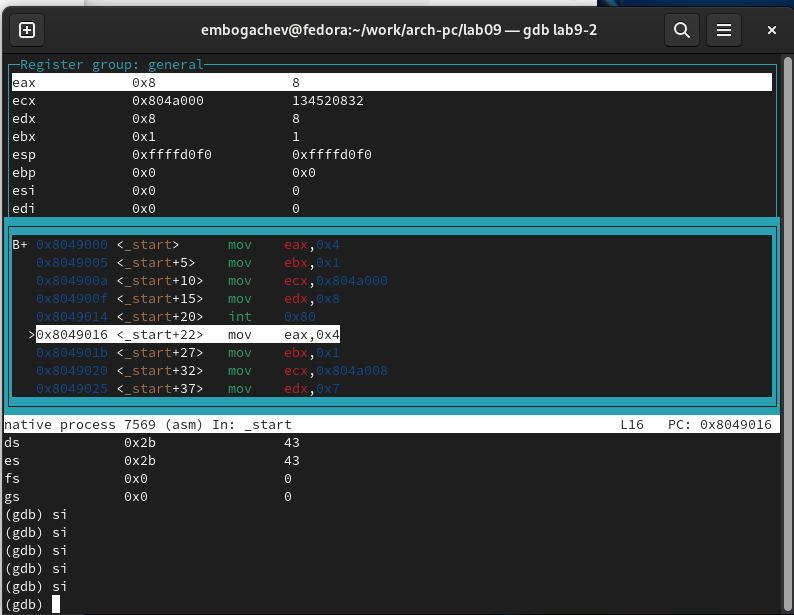 embogachev@fedora:~/work/arch-pc/lab09 — gdb lab9-2
Register group: general
eax 0x8 8
ecx 0x804a000 134520832
edx 0x8 8
ebx 0x1 1
esp 0xffffd0f0 0xffffd0f0
ebp 0x0 0x0
esi 0x0 0
edi 0x0 0
B+ 0x8049000 <_start> mov eax,0x4
0x8049005 <_start+5> mov ebx,0x1
0x804900a <_start+10> mov ecx,0x804a000
0x804900f <_start+15> mov edx,0x8
0x8049014 <_start+20> int 0x80
>0x8049016 <_start+22> mov eax,0x4
0x804901b <_start+27> mov ebx,0x1
0x8049020 <_start+32> mov ecx,0x804a008
0x8049025 <_start+37> mov edx,0x7
native process 7569 (asm) In: _start L16 PC: 0x8049016
ds 0x2b 43
es 0x2b 43
fs 0x0 0
gs 0x0 0
(gdb) si
(gdb) si
(gdb) si
(gdb) si
(gdb) si
(gdb)